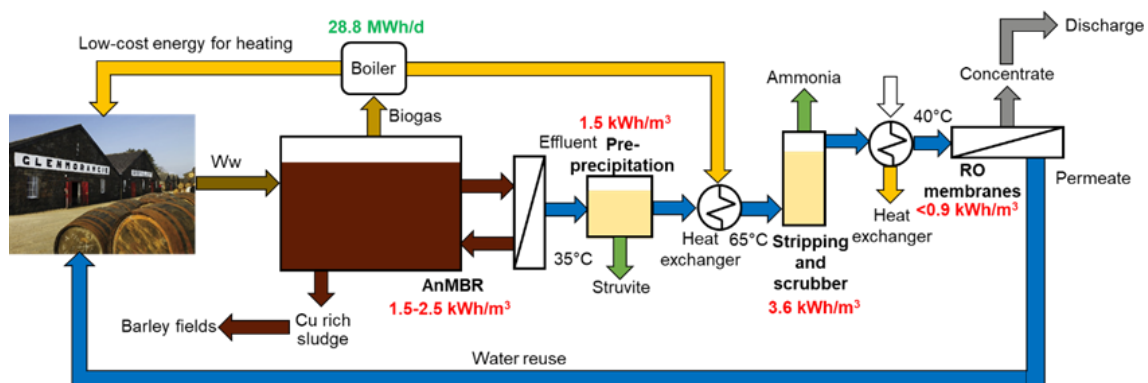 28.8 MWh/d
Low-cost energy for heating
Boiler
Biogas
GLENMORANGIE
Ww
AnMBR
1.5-2.5 kWh/m³
Cu rich
sludge
Barley fields
Effluent
35°C
1.5 kWh/m³
Pre-
precipitation
Struvite
Heat
exchanger
65°C
Ammonia
Stripping
and
scrubber
3.6 kWh/m³
Heat
exchanger
40°C
Discharge
Concentrate
RO
membranes
<0.9 kWh/m³
Permeate
Water reuse